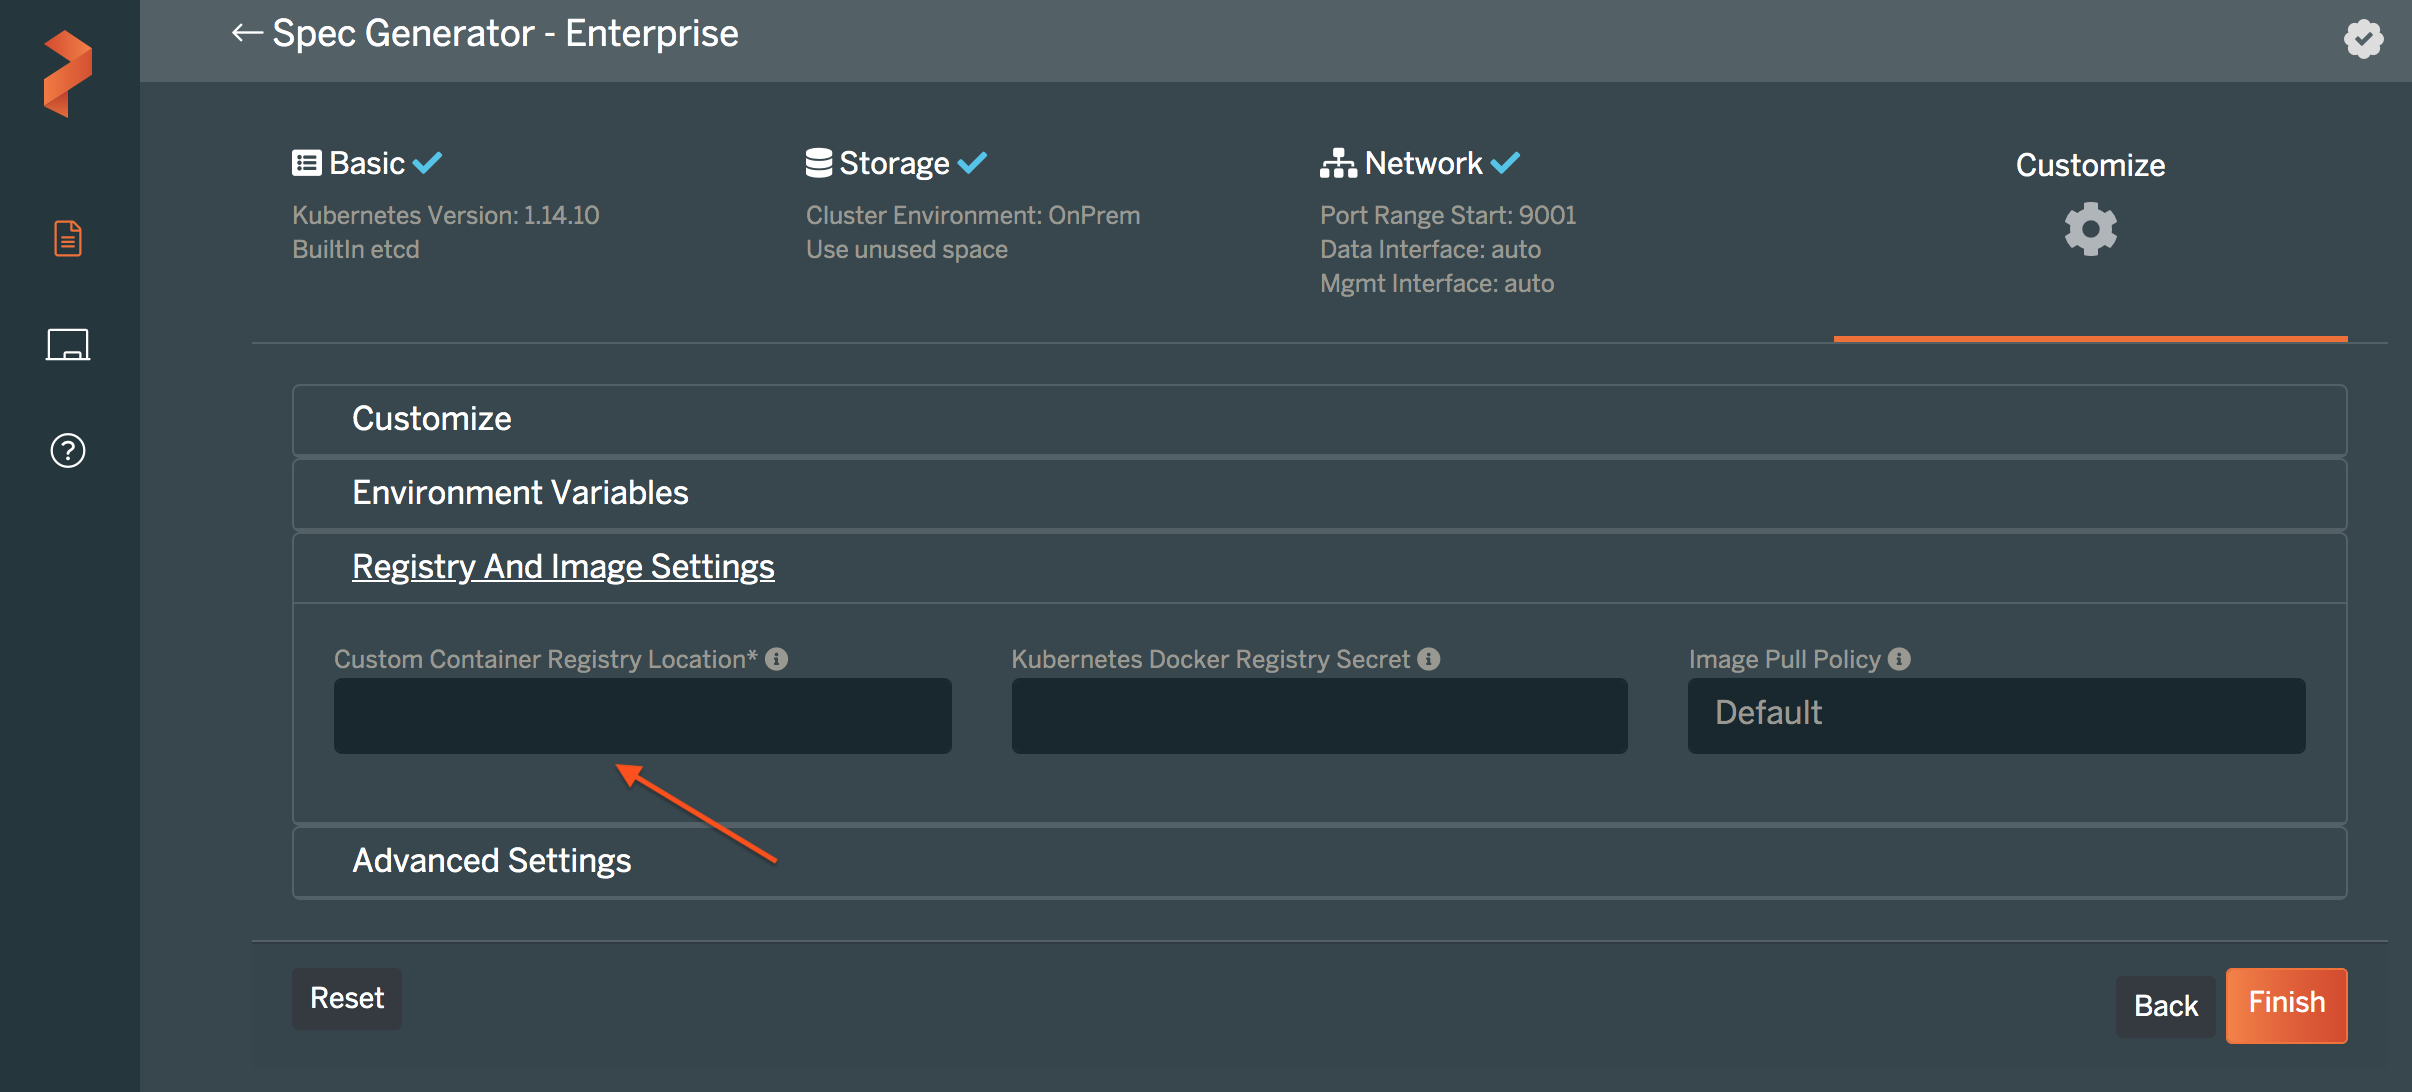 Spec Generator - Enterprise
Basic
Kubernetes Version: 1.14.10
BuiltIn etcd
Storage
Cluster Environment: OnPrem
Use unused space
Network
Port Range Start: 9001
Data Interface: auto
Mgmt Interface: auto
Customize
Customize
Environment Variables
Registry And Image Settings
Custom Container Registry Location*
Kubernetes Docker Registry Secret
Image Pull Policy
Default
Advanced Settings
Reset
Back
Finish